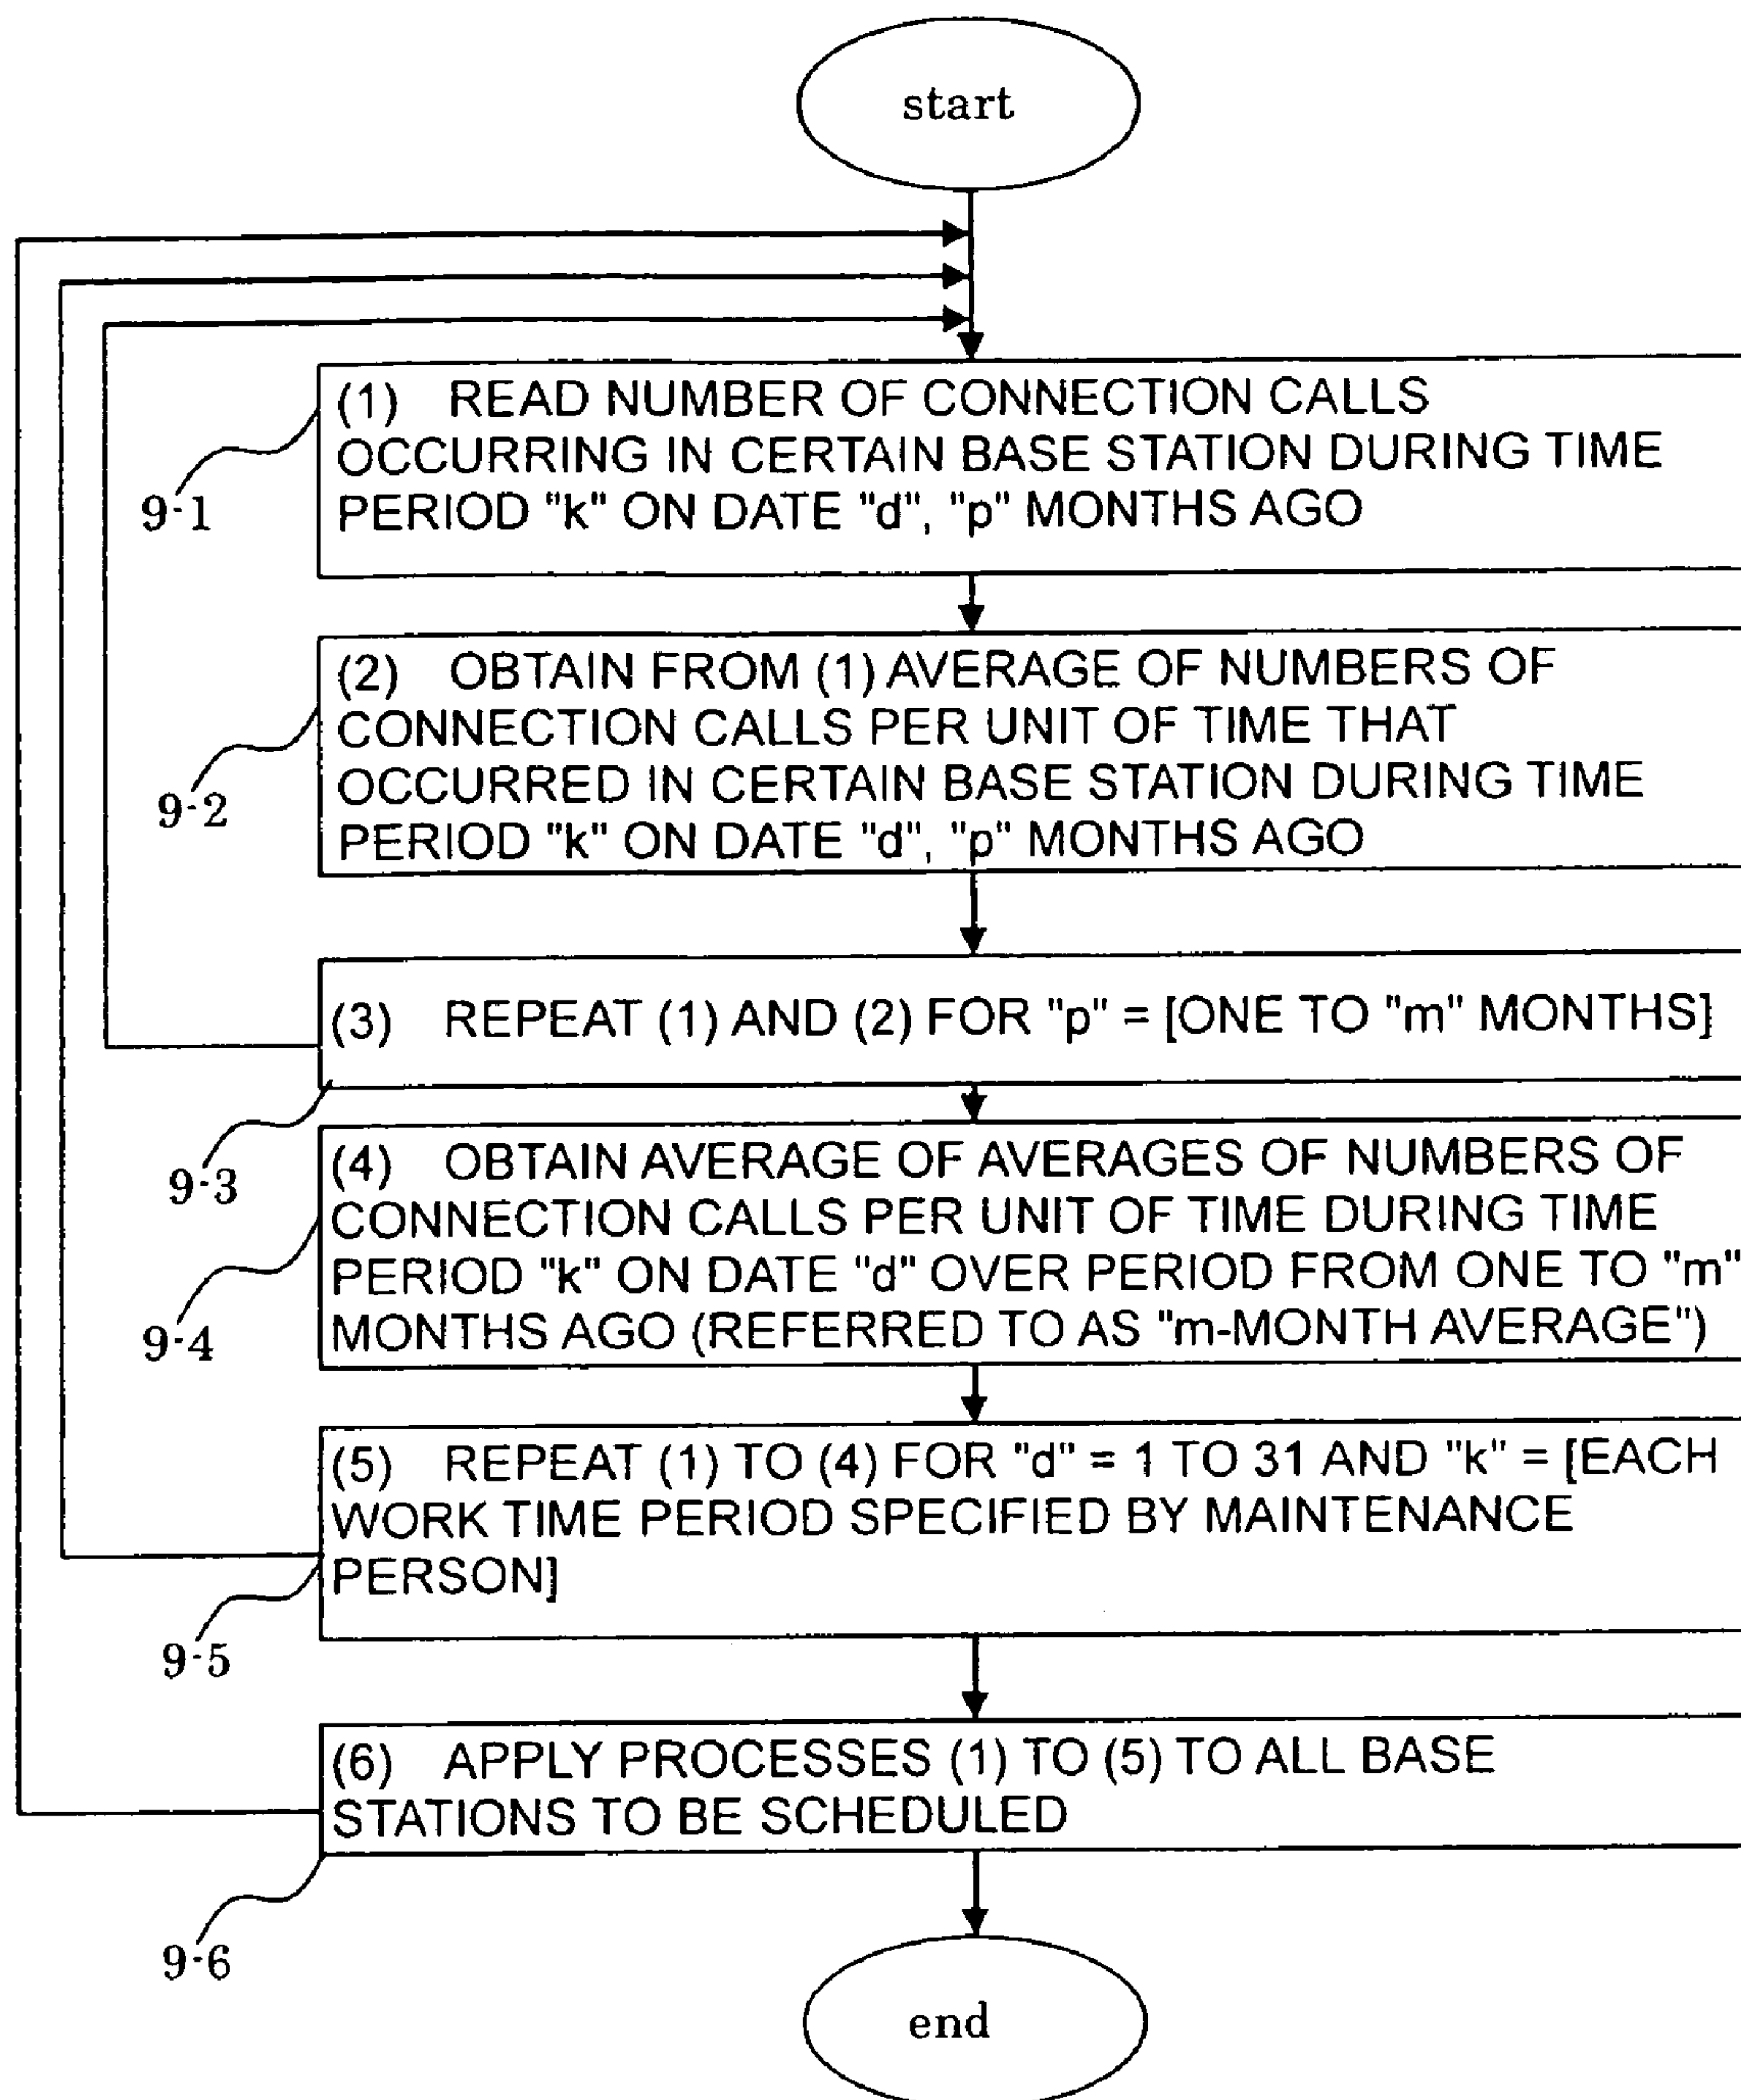 start
(1) READ NUMBER OF CONNECTION CALLS
OCCURRING IN CERTAIN BASE STATION DURING TIME
PERIOD "k" ON DATE "d", "p" MONTHS AGO
9-1
(2) OBTAIN FROM (1) AVERAGE OF NUMBERS OF
CONNECTION CALLS PER UNIT OF TIME THAT
OCCURRED IN CERTAIN BASE STATION DURING TIME
PERIOD "k" ON DATE "d", "p" MONTHS AGO
9-2
(3) REPEAT (1) AND (2) FOR "p" = [ONE TO "m" MONTHS]
9-3
(4) OBTAIN AVERAGE OF AVERAGES OF NUMBERS OF
CONNECTION CALLS PER UNIT OF TIME DURING TIME
PERIOD "k" ON DATE "d" OVER PERIOD FROM ONE TO "m"
MONTHS AGO (REFERRED TO AS "m-MONTH AVERAGE")
9-4
(5) REPEAT (1) TO (4) FOR "d" = 1 TO 31 AND "k" = [EACH
WORK TIME PERIOD SPECIFIED BY MAINTENANCE
PERSON]
9-5
(6) APPLY PROCESSES (1) TO (5) TO ALL BASE
STATIONS TO BE SCHEDULED
9-6
end